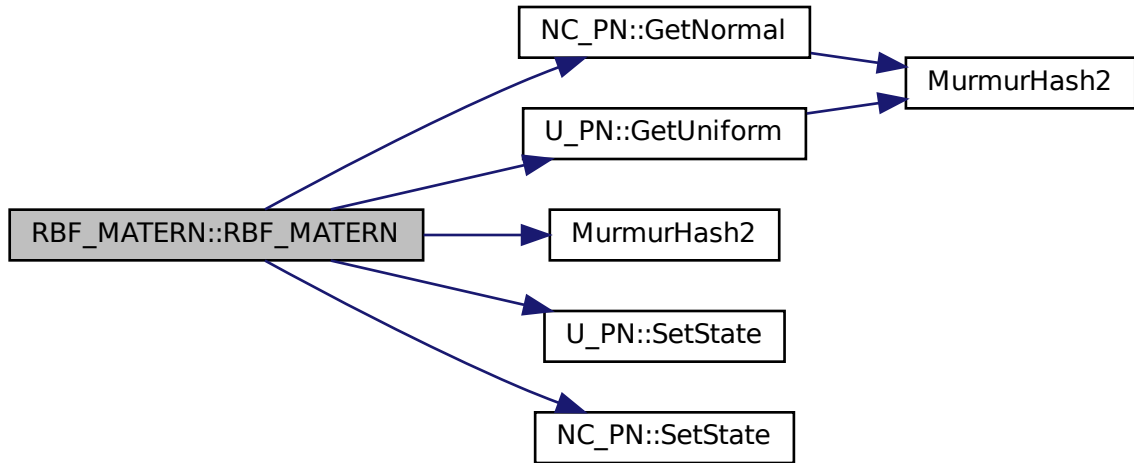 NC_PN::GetNormal
MurmurHash2
U_PN::GetUniform
RBF_MATERN::RBF_MATERN
MurmurHash2
U_PN::SetState
NC_PN::SetState